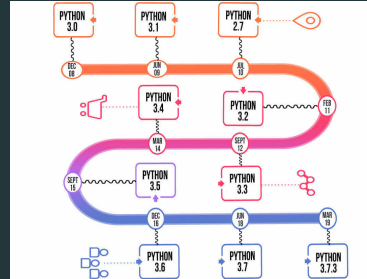 PYTHON
3.0
PYTHON
3.1
PYTHON
2.7
DEC
08
JUN
09
JUL
10
PYTHON
3.4
PYTHON
3.2
FEB
11
MAR
14
SEPT
12
SEPT
15
PYTHON
3.5
PYTHON
3.3
DEC
16
JUN
18
MAR
19
PYTHON
3.6
PYTHON
3.7
PYTHON
3.7.3